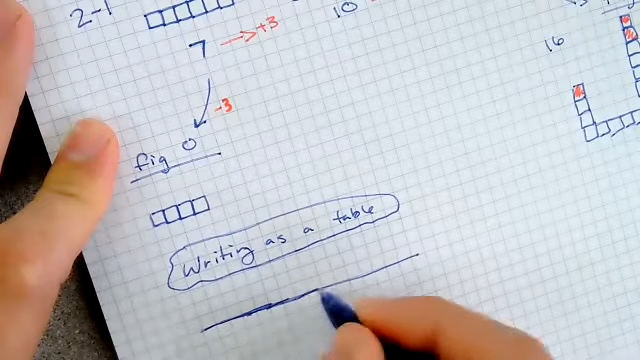 2-1
10
7 → +3
16
-3
fig 0
Writing as a table